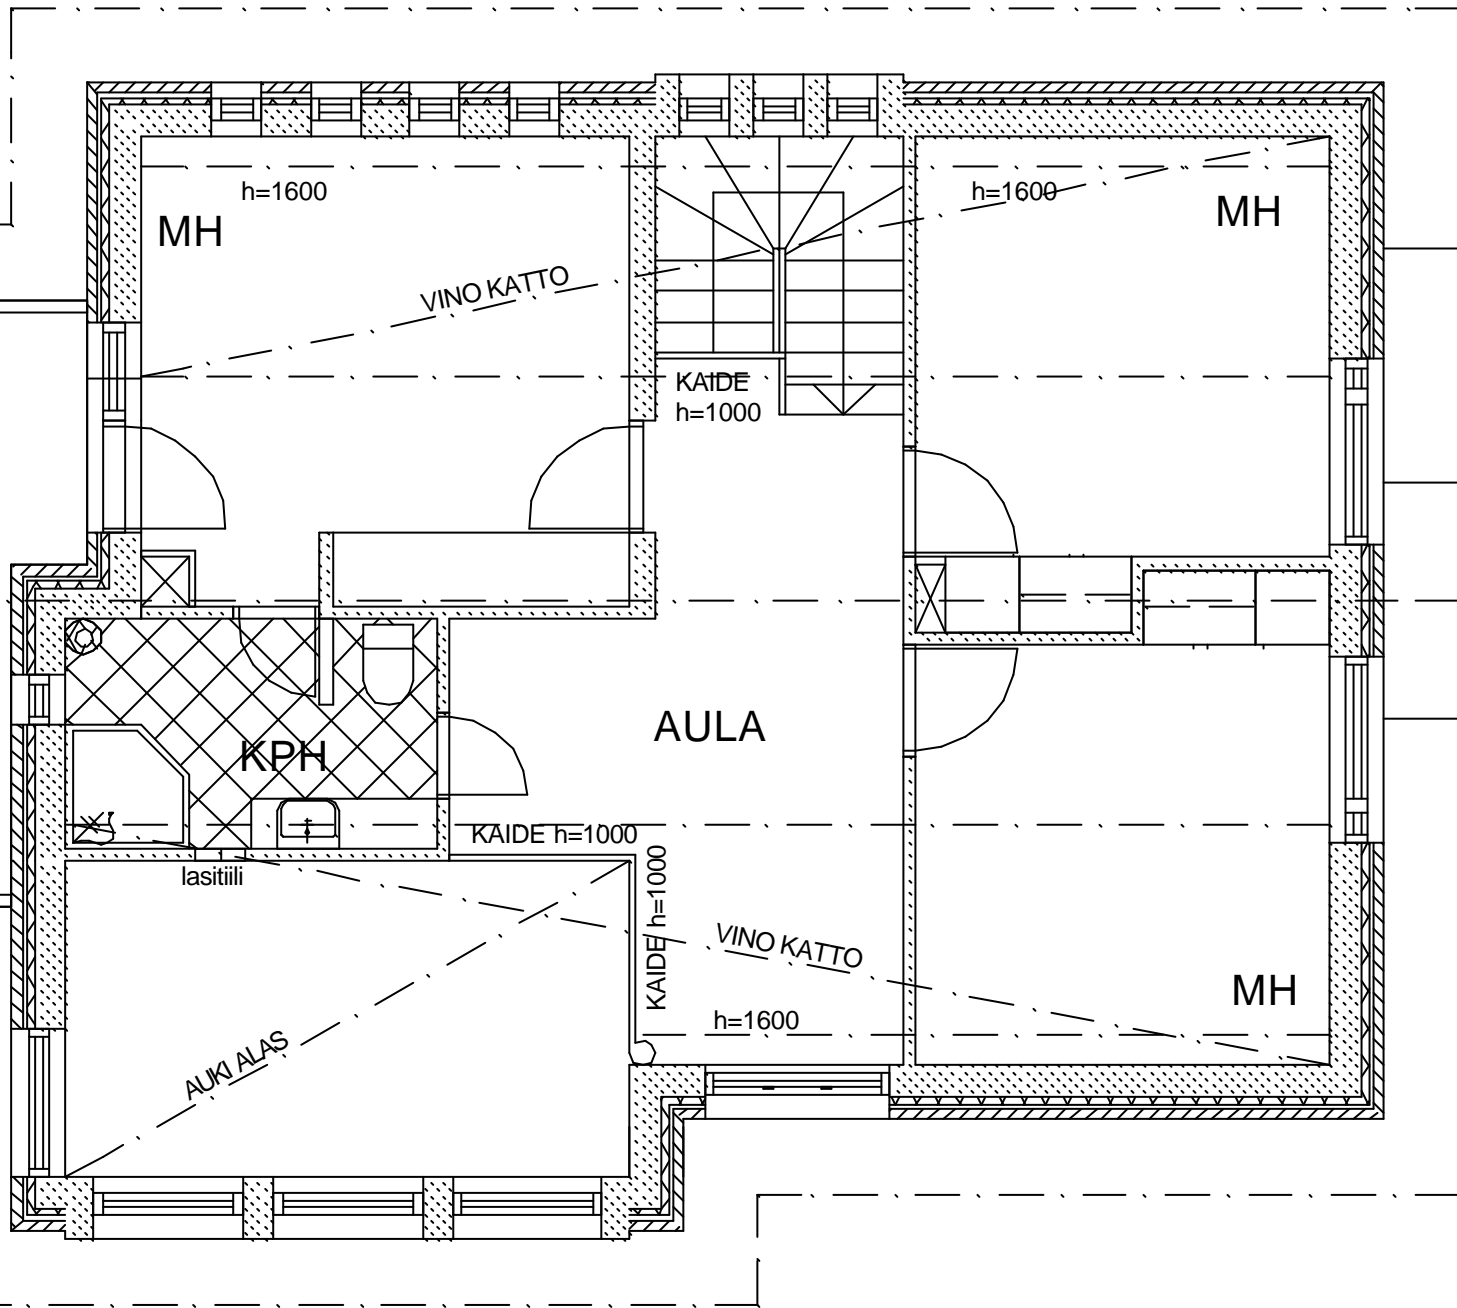 h=1600
h=1600
MH
MH
VINO KATTO
KAIDE
h=1000
AULA
KPH
KAIDE h=1000
lasitiili
KAIDE h=1000
VINO KATTO
MH
h=1600
AUKI ALAS